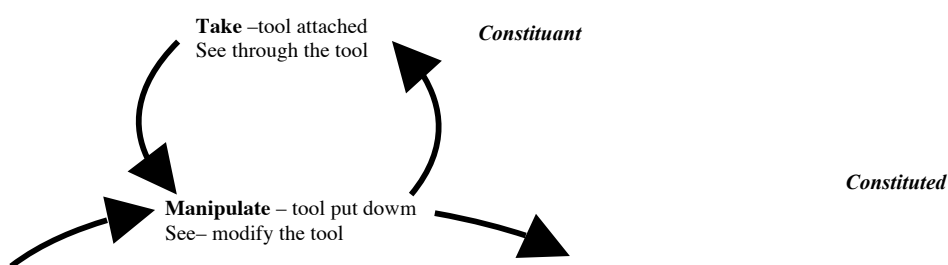 Take –tool attached
See through the tool
Constituant
Constituted
Manipulate – tool put dowm
See– modify the tool